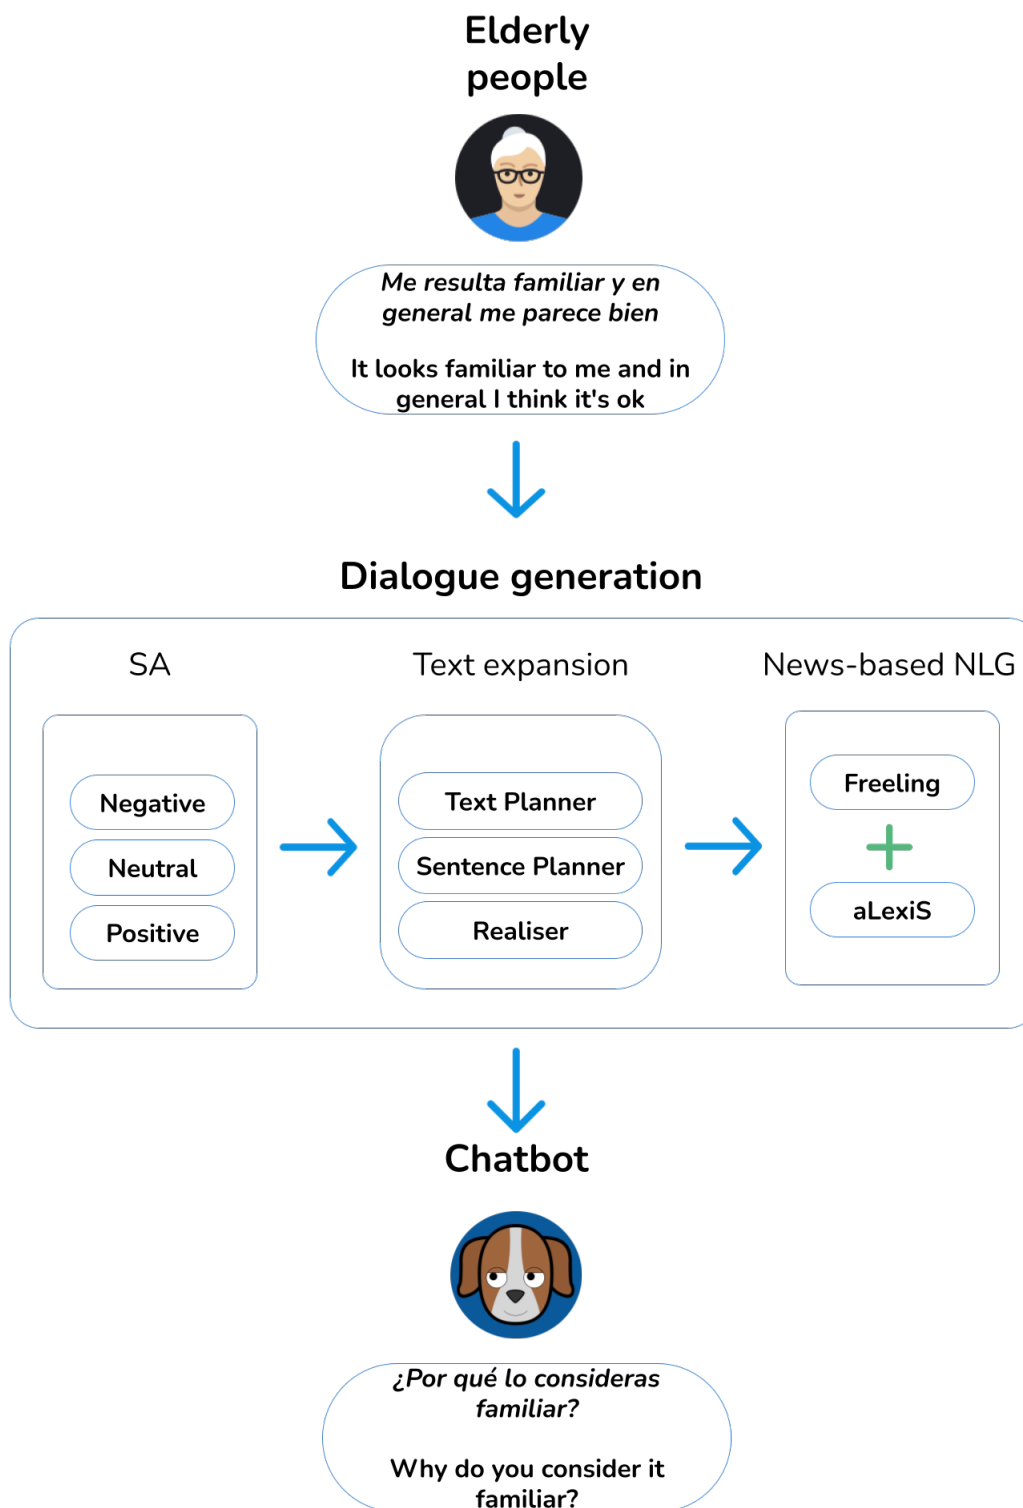 Elderly
people
Me resulta familiar y en
general me parece bien
It looks familiar to me and in
general I think it's ok
Dialogue generation
SA
Text expansion
News-based NLG
Negative
Neutral
Positive
Text Planner
Sentence Planner
Realiser
Freeling
aLexiS
Chatbot
¿Por qué lo consideras
familiar?
Why do you consider it
familiar?